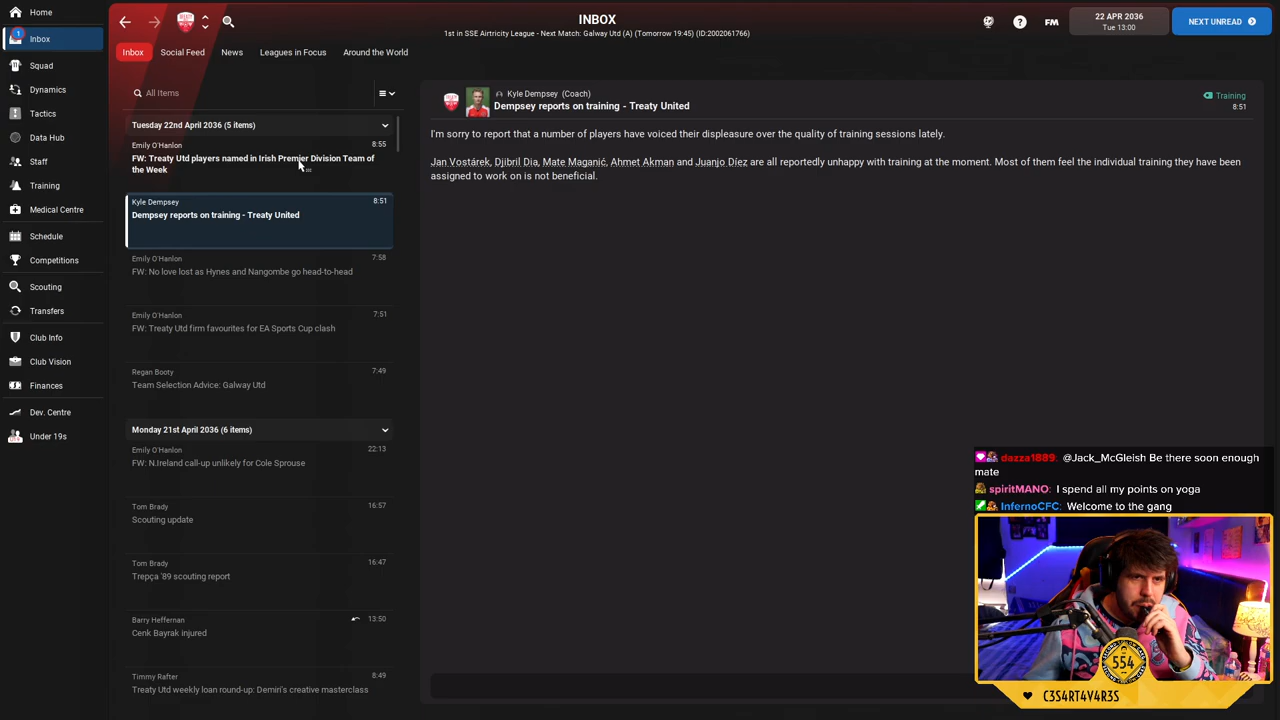 Home
1
Inbox
Squad
Dynamics
Tactics
Data Hub
Staff
Training
Medical Centre
Schedule
Competitions
Scouting
Transfers
Club Info
Club Vision
Finances
Dev. Centre
Under 19s
INBOX
1st in SSE Airtricity League - Next Match: Galway Utd (A) (Tomorrow 19:45) (ID:2002061766)
FM
22 APR 2036
Tue 13:00
NEXT UNREAD
Inbox
Social Feed
News
Leagues in Focus
Around the World
All Items
Tuesday 22nd April 2036 (5 items)
Emily O'Hanlon 8:55
FW: Treaty Utd players named in Irish Premier Division Team of
the Week
Kyle Dempsey 8:51
Dempsey reports on training - Treaty United
Emily O'Hanlon 7:58
FW: No love lost as Hynes and Nangombe go head-to-head
Emily O'Hanlon 7:51
FW: Treaty Utd firm favourites for EA Sports Cup clash
Regan Booty 7:49
Team Selection Advice: Galway Utd
Monday 21st April 2036 (6 items)
Emily O'Hanlon 22:13
FW: N.Ireland call-up unlikely for Cole Sprouse
Tom Brady 16:57
Scouting update
Tom Brady 16:47
Trepça '89 scouting report
Barry Heffernan 13:50
Cenk Bayrak injured
Timmy Rafter 8:49
Treaty Utd weekly loan round-up: Demiri's creative masterclass
Kyle Dempsey (Coach)
Dempsey reports on training - Treaty United
Training
8:51
I'm sorry to report that a number of players have voiced their displeasure over the quality of training sessions lately.
Jan Vostárek, Djibril Dia, Mate Maganić, Ahmet Akman and Juanjo Díez are all reportedly unhappy with training at the moment. Most of them feel the individual training they have been
assigned to work on is not beneficial.
dazza1889: @Jack_McGleish Be there soon enough
mate
spiritMANO: I spend all my points on yoga
InfernoCFC: Welcome to the gang
554
C3S4RT4V4R3S